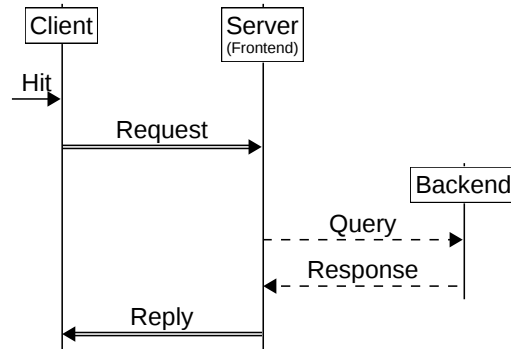 Client
Server
(Frontend)
Hit
Request
Backend
Query
Response
Reply